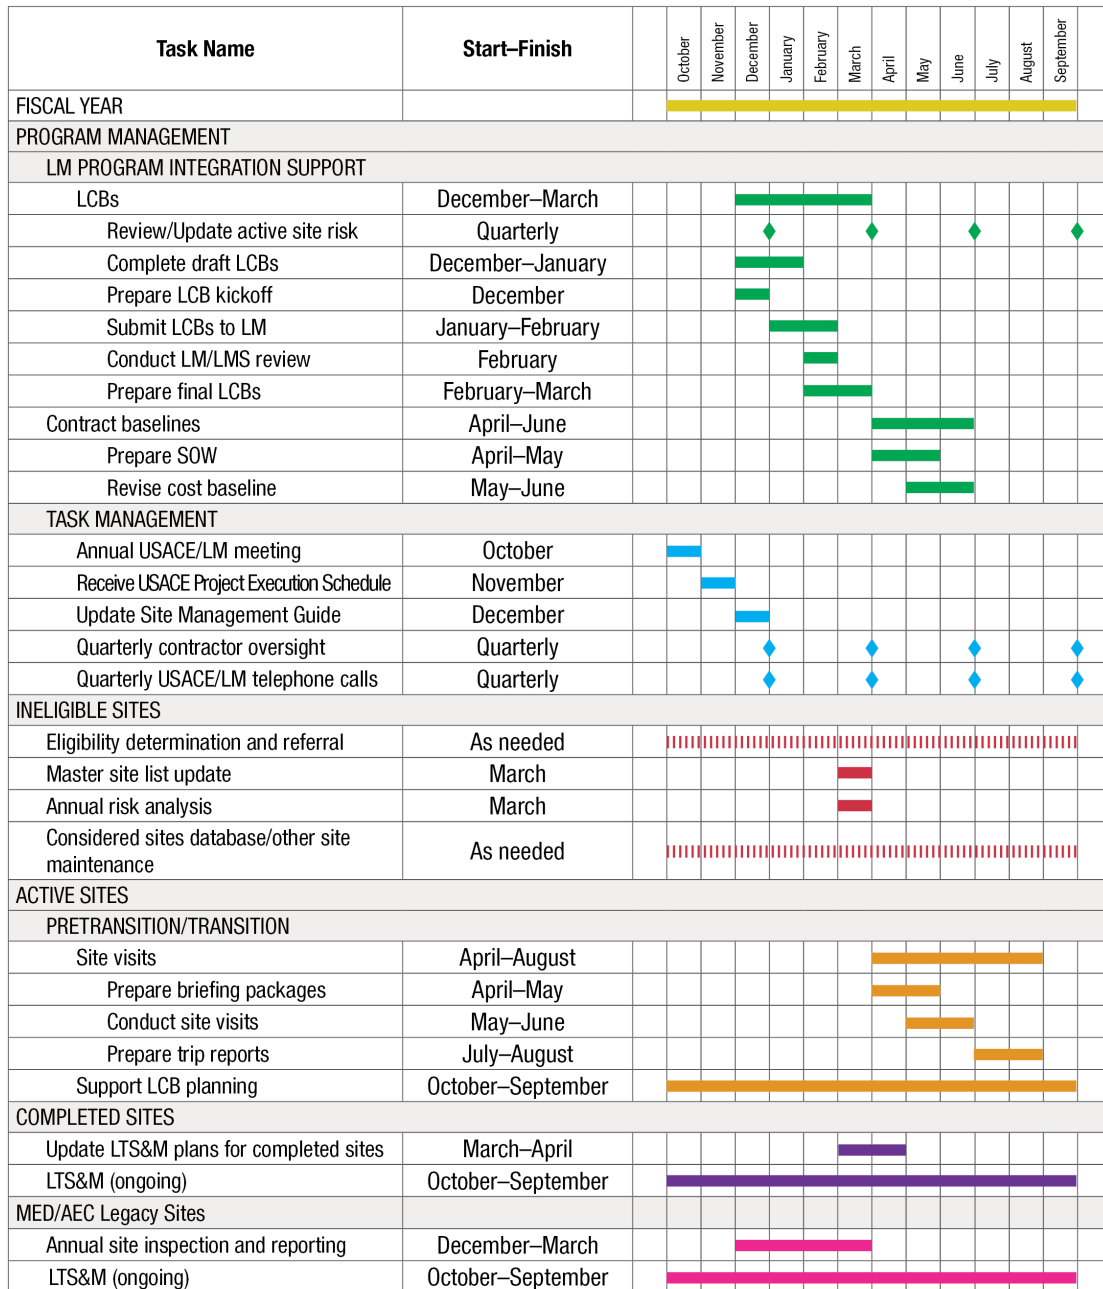 Task Name Start–Finish October November December January February March April May June July August September
FISCAL YEAR
PROGRAM MANAGEMENT
LM PROGRAM INTEGRATION SUPPORT
LCBs December–March
Review/Update active site risk Quarterly
Complete draft LCBs December–January
Prepare LCB kickoff December
Submit LCBs to LM January–February
Conduct LM/LMS review February
Prepare final LCBs February–March
Contract baselines April–June
Prepare SOW April–May
Revise cost baseline May–June
TASK MANAGEMENT
Annual USACE/LM meeting October
Receive USACE Project Execution Schedule November
Update Site Management Guide December
Quarterly contractor oversight Quarterly
Quarterly USACE/LM telephone calls Quarterly
INELIGIBLE SITES
Eligibility determination and referral As needed
Master site list update March
Annual risk analysis March
Considered sites database/other site
maintenance As needed
ACTIVE SITES
PRETRANSITION/TRANSITION
Site visits April–August
Prepare briefing packages April–May
Conduct site visits May–June
Prepare trip reports July–August
Support LCB planning October–September
COMPLETED SITES
Update LTS&M plans for completed sites March–April
LTS&M (ongoing) October–September
MED/AEC Legacy Sites
Annual site inspection and reporting December–March
LTS&M (ongoing) October–September